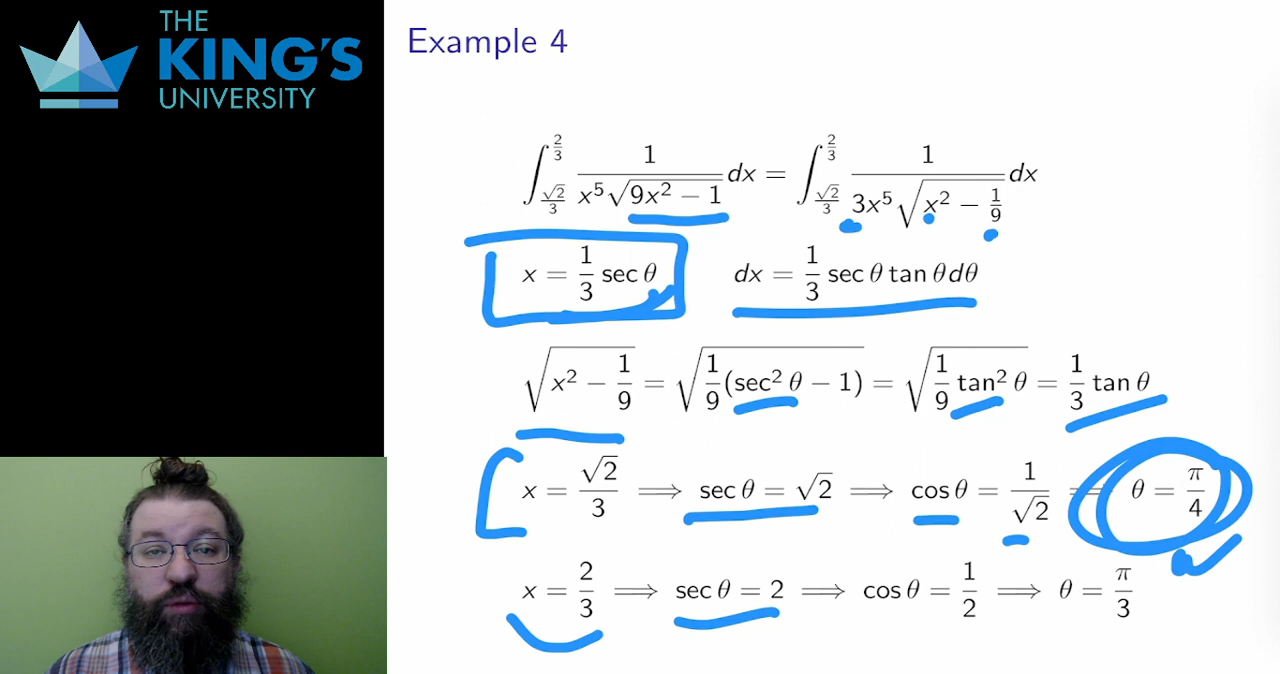 THE
KING'S
UNIVERSITY
Example 4
∫_{√2/3}^{2/3} 1/(x⁵√(9x² − 1)) dx = ∫_{√2/3}^{2/3} 1/(3x⁵√(x² − 1/9)) dx
x = 1/3 sec θ    dx = 1/3 sec θ tan θdθ
√(x² − 1/9) = √(1/9 (sec² θ − 1)) = √(1/9 tan² θ) = 1/3 tan θ
x = √2/3 ⟹ sec θ = √2 ⟹ cos θ = 1/√2 ⟹ θ = π/4
x = 2/3 ⟹ sec θ = 2 ⟹ cos θ = 1/2 ⟹ θ = π/3